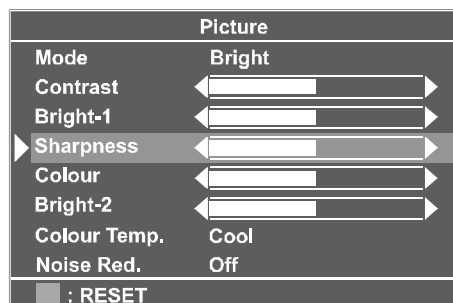 Picture
Mode Bright
Contrast
Bright-1
Sharpness
Colour
Bright-2
Colour Temp. Cool
Noise Red. Off
: RESET